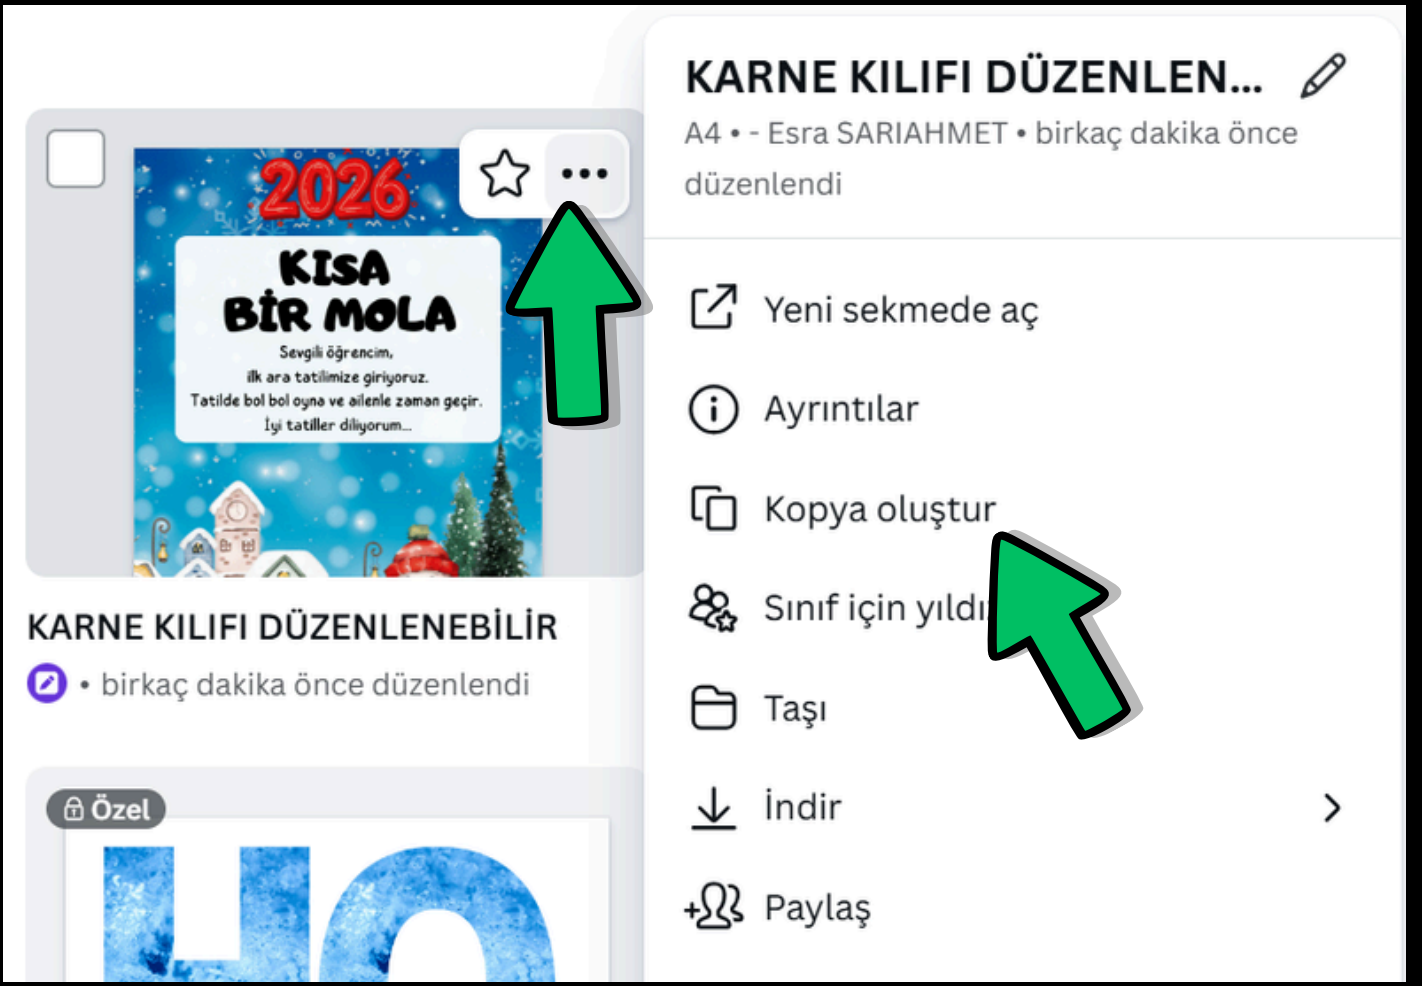 2026
KISA
BİR MOLA
Sevgili öğrencim,
ilk ara tatilimize giriyoruz.
Tatilde bol bol oyna ve ailenle zaman geçir.
İyi tatiller diliyorum...
KARNE KILIFI DÜZENLENEBİLİR
• birkaç dakika önce düzenlendi
Özel
HO
KARNE KILIFI DÜZENLEN...
A4 • - Esra SARIAHMET • birkaç dakika önce
düzenlendi
Yeni sekmede aç
Ayrıntılar
Kopya oluştur
Sınıf için
Taşı
İndir
Paylaş